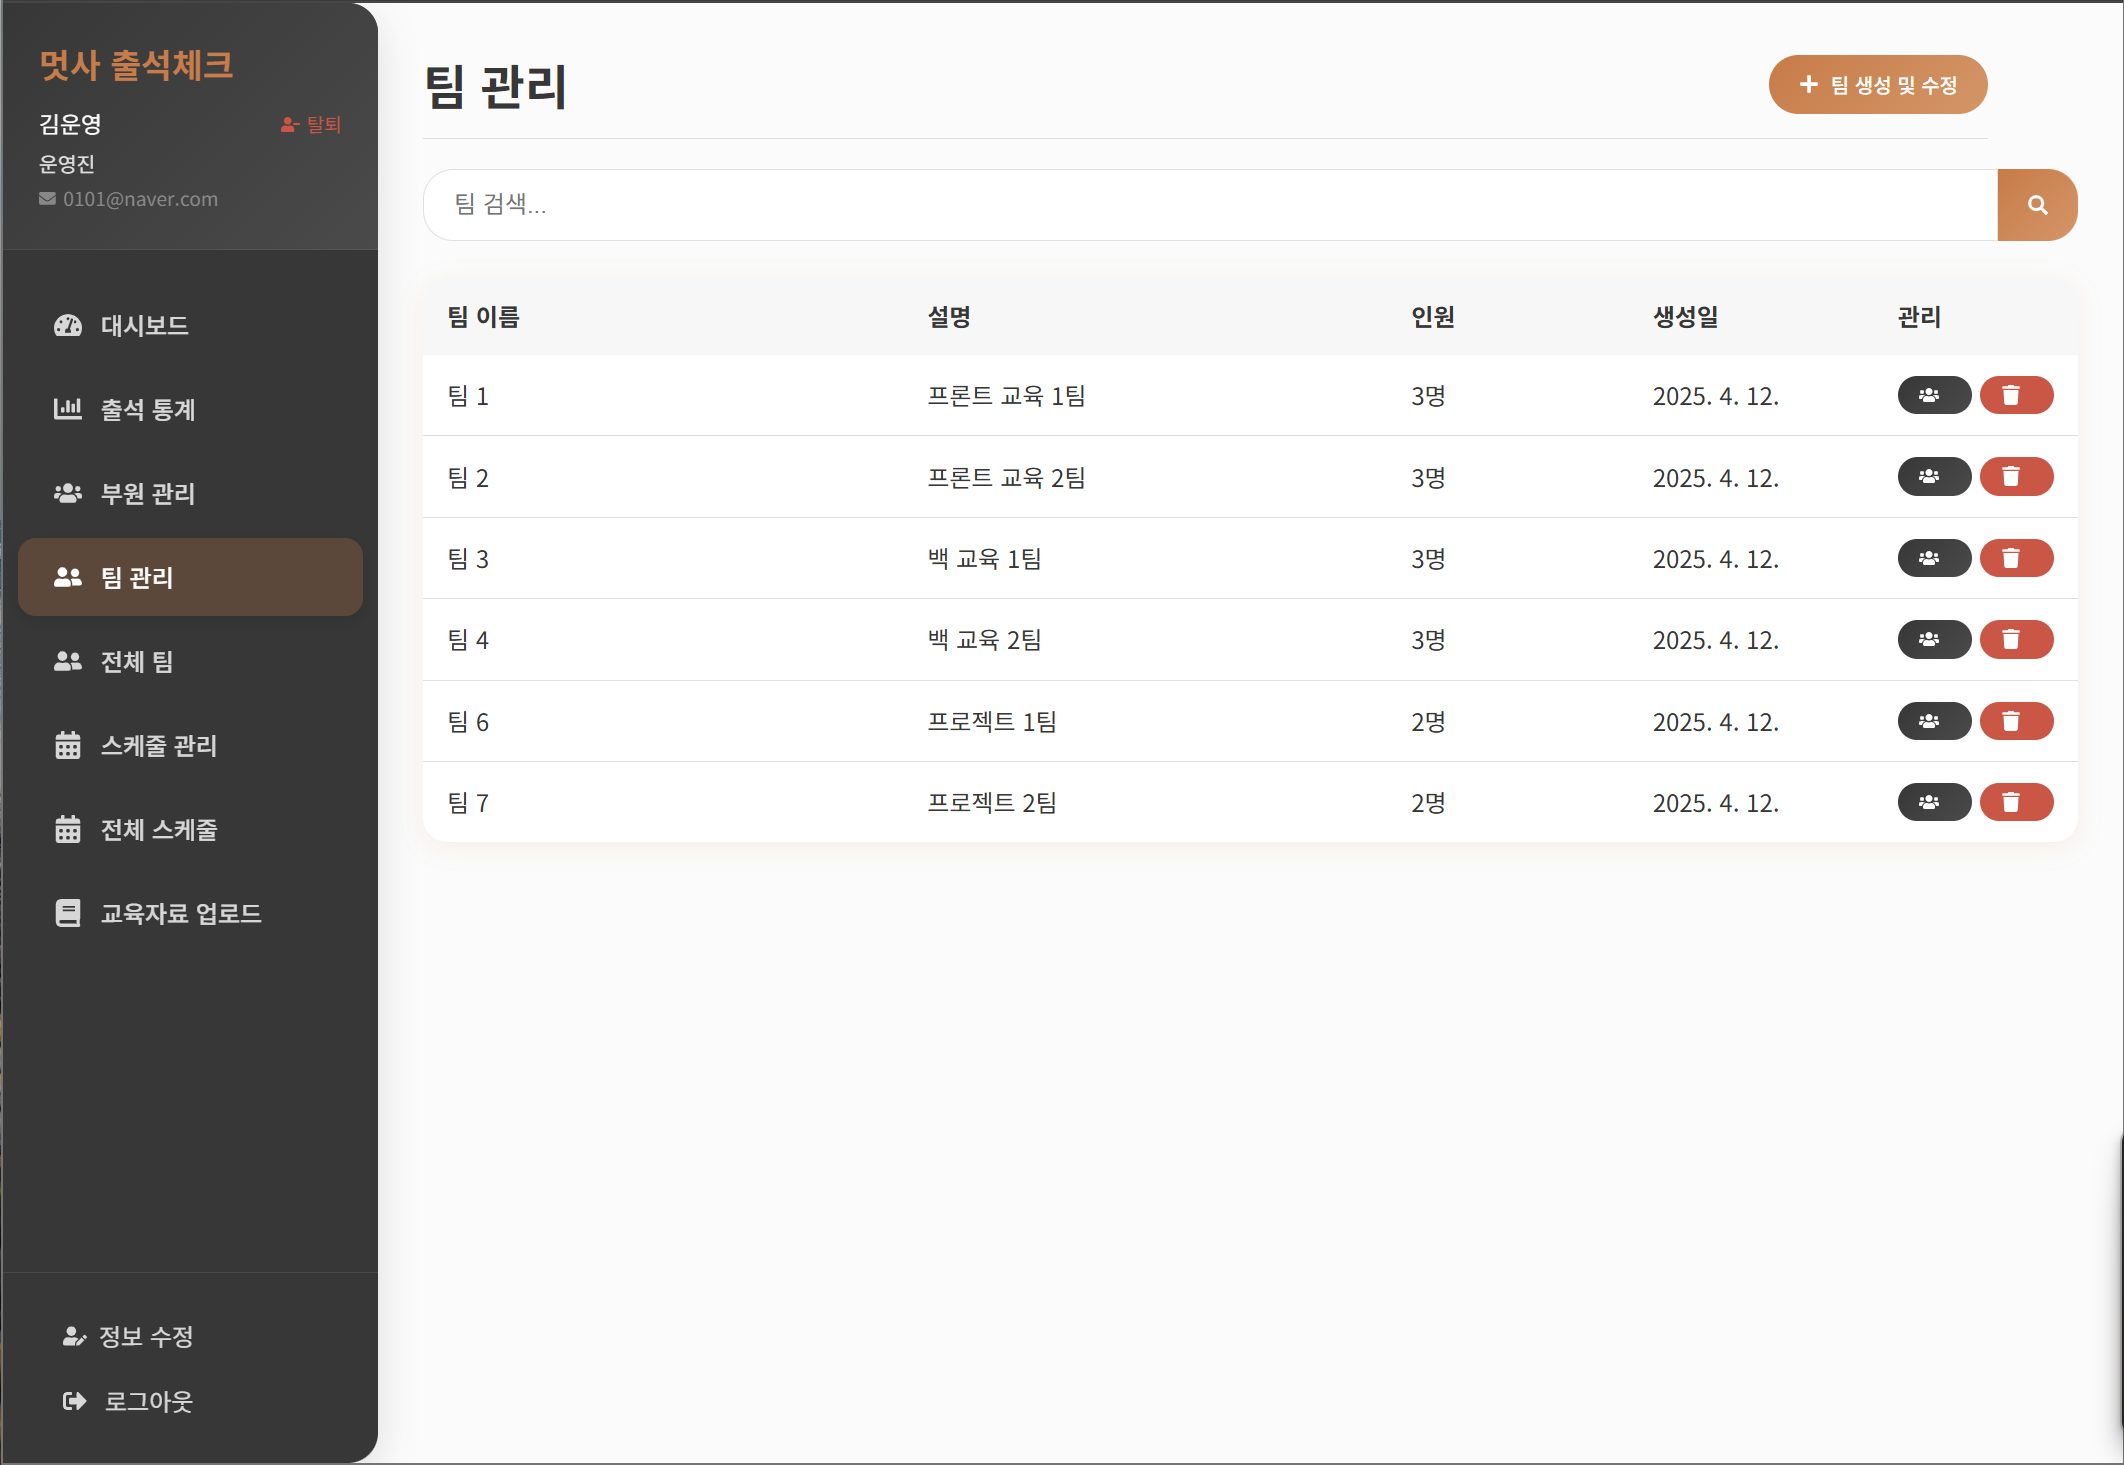 멋사 출석체크
김운영
탈퇴
운영진
0101@naver.com
대시보드
출석 통계
부원 관리
팀 관리
전체 팀
스케줄 관리
전체 스케줄
교육자료 업로드
정보 수정
로그아웃
팀 관리
팀 생성 및 수정
팀 검색...
팀 이름 설명 인원 생성일 관리
팀 1 프론트 교육 1팀 3명 2025. 4. 12.
팀 2 프론트 교육 2팀 3명 2025. 4. 12.
팀 3 백 교육 1팀 3명 2025. 4. 12.
팀 4 백 교육 2팀 3명 2025. 4. 12.
팀 6 프로젝트 1팀 2명 2025. 4. 12.
팀 7 프로젝트 2팀 2명 2025. 4. 12.